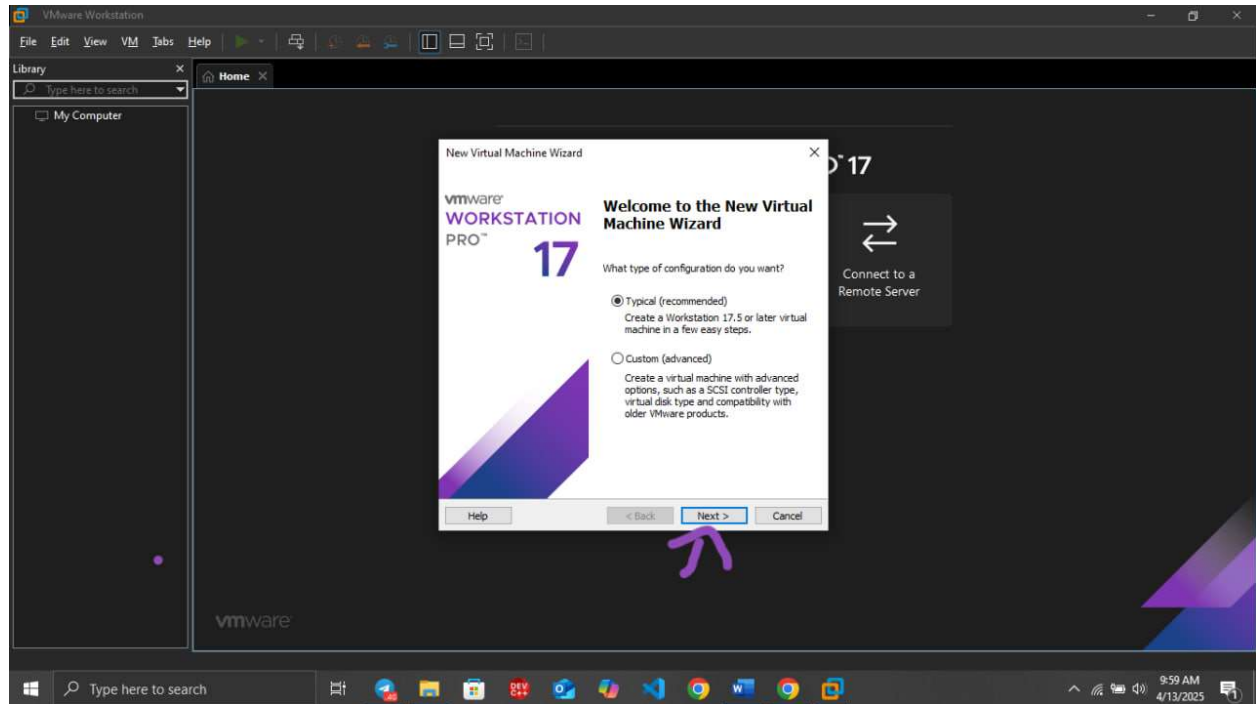 VMware Workstation
File Edit View VM Tabs Help
Library
Type here to search
Home
My Computer
New Virtual Machine Wizard
17
vmware
WORKSTATION
PRO™
17
Welcome to the New Virtual
Machine Wizard
What type of configuration do you want?
Typical (recommended)
Create a Workstation 17.5 or later virtual
machine in a few easy steps.
Custom (advanced)
Create a virtual machine with advanced
options, such as a SCSI controller type,
virtual disk type and compatibility with
older VMware products.
Connect to a
Remote Server
Help < Back Next > Cancel
vmware
Type here to search
DEV
C++
9:59 AM
4/13/2025